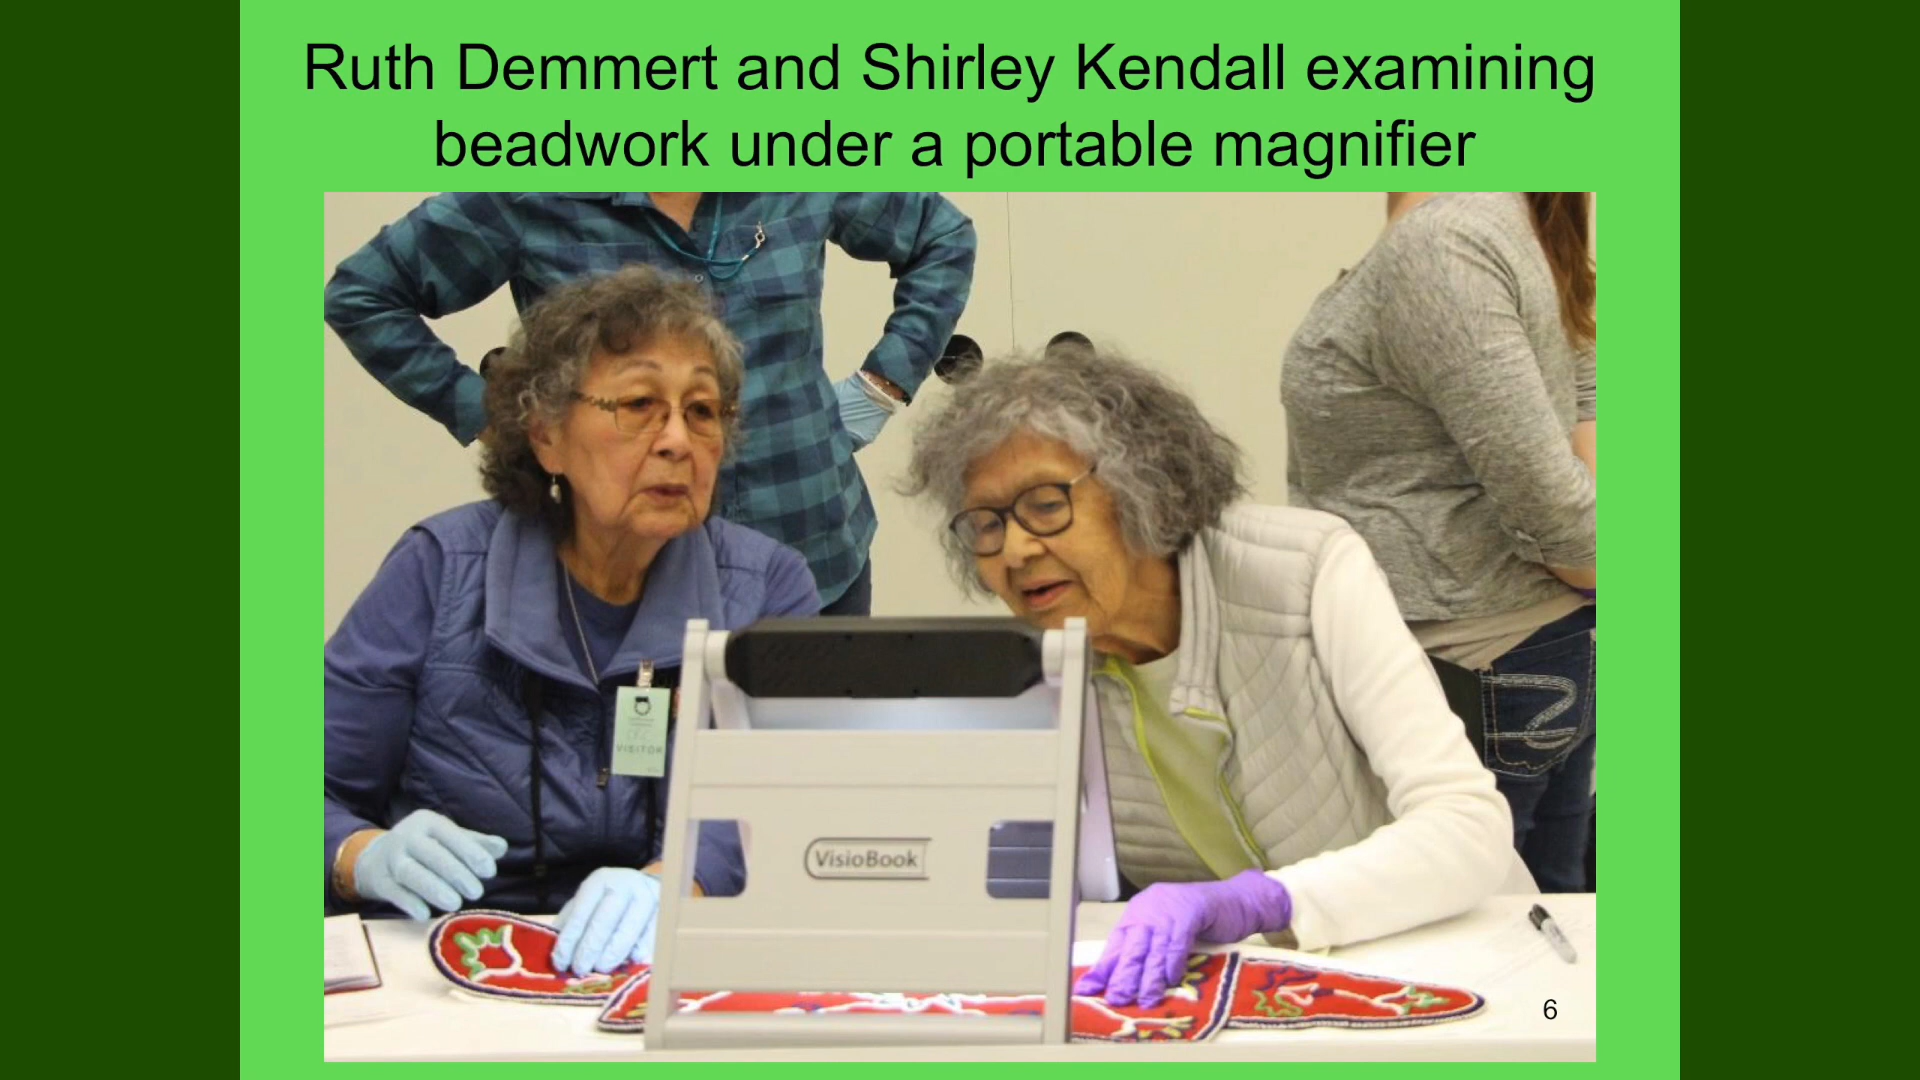 Ruth Demmert and Shirley Kendall examining
beadwork under a portable magnifier
VISITOR
VisioBook
6